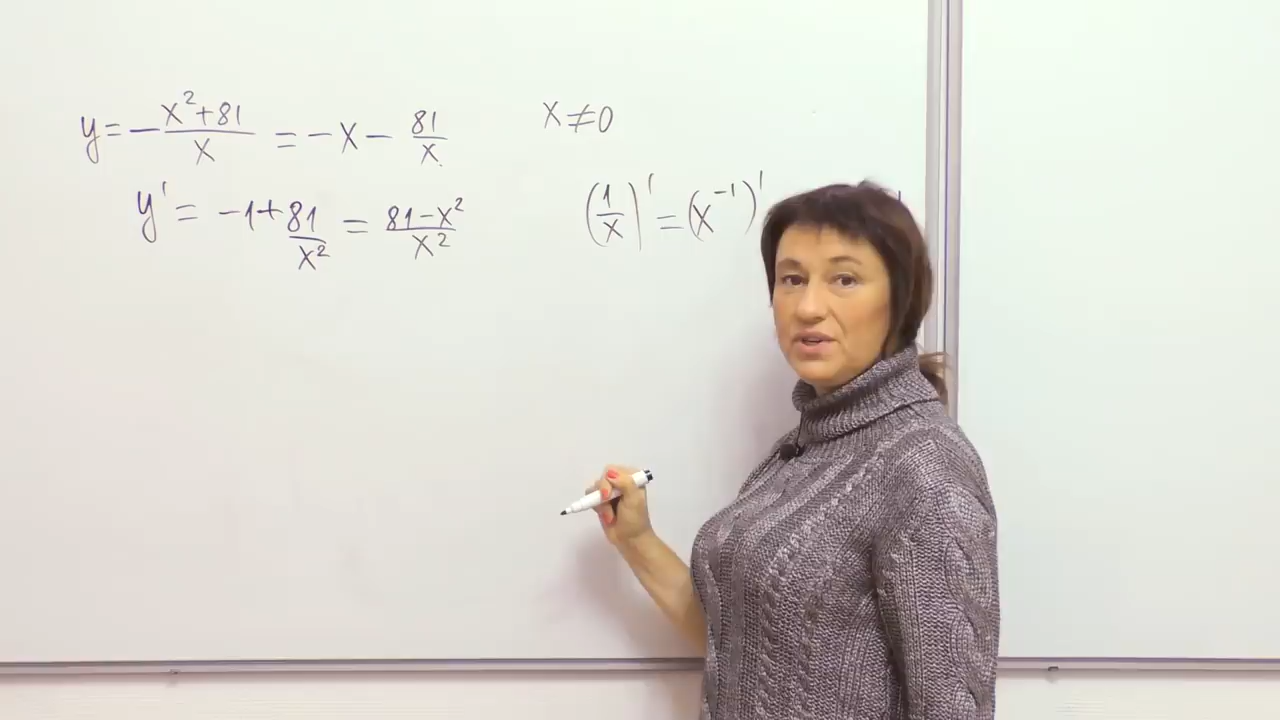 y = - x²+81/x = -x - 81/x x ≠ 0
y' = -1 + 81/x² = 81-x²/x² (1/x)' = (x⁻¹)'